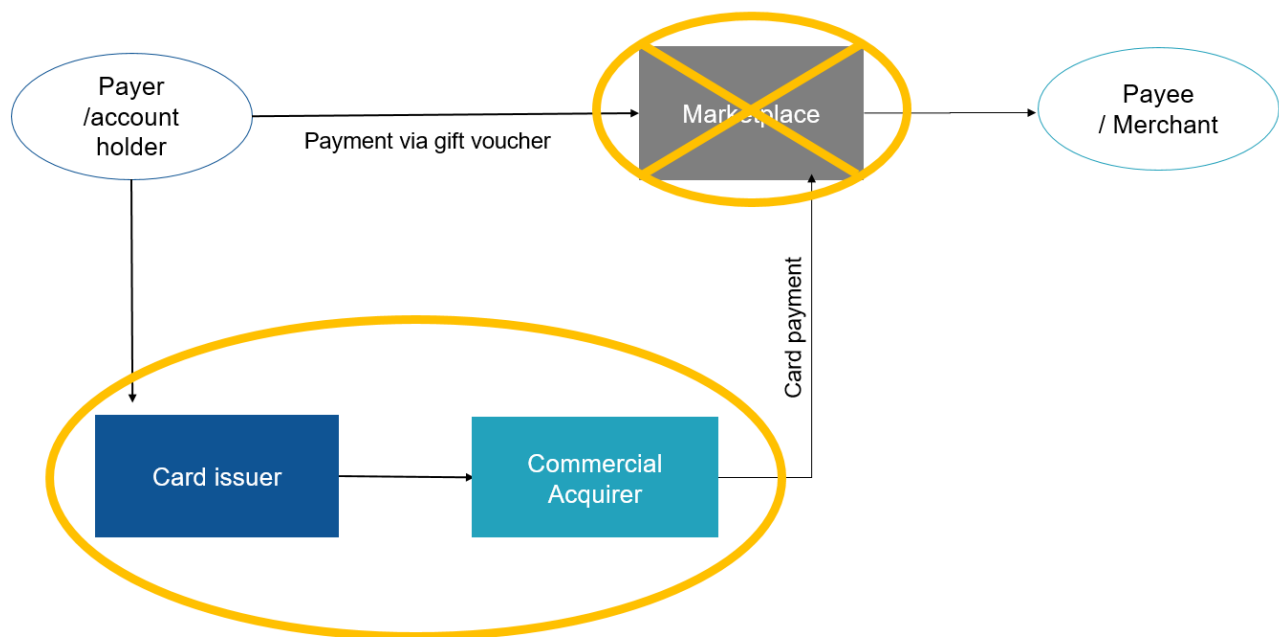 Payer
/account
holder
Payment via gift voucher
Marketplace
Payee
/ Merchant
Card payment
Card issuer
Commercial
Acquirer